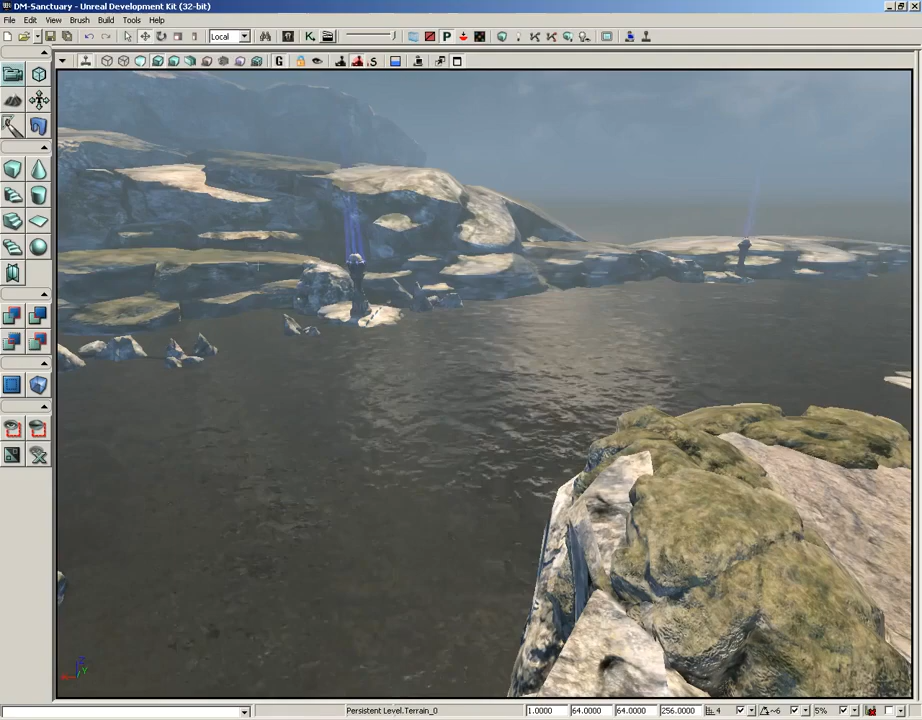 DM-Sanctuary - Unreal Development Kit (32-bit)
File Edit View Brush Build Tools Help
Local K. P
G S
Z
Y
Persistent Level.Terrain_0 1.0000 64.0000 64.0000 256.0000 4 ~6 5%